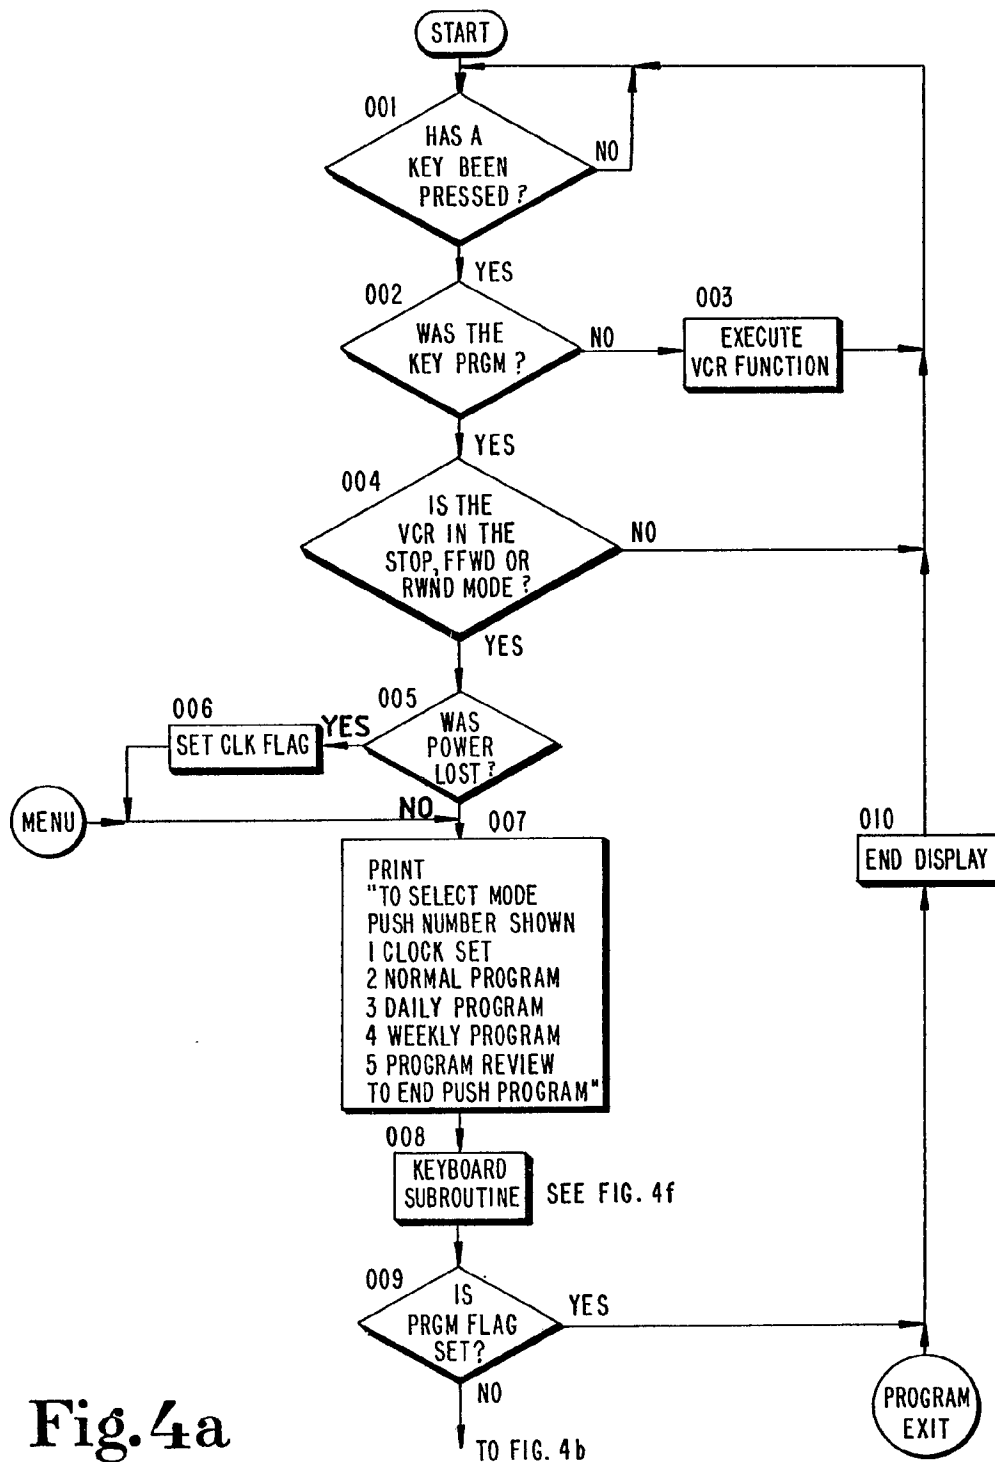 START
001
HAS A
KEY BEEN
PRESSED?
NO
YES
002
WAS THE
KEY PRGM?
NO
003
EXECUTE
VCR FUNCTION
YES
004
IS THE
VCR IN THE
STOP, FFWD OR
RWND MODE?
NO
YES
005
WAS
POWER
LOST?
YES
006
SET CLK FLAG
MENU
NO
007
PRINT
"TO SELECT MODE
PUSH NUMBER SHOWN
1 CLOCK SET
2 NORMAL PROGRAM
3 DAILY PROGRAM
4 WEEKLY PROGRAM
5 PROGRAM REVIEW
TO END PUSH PROGRAM"
010
END DISPLAY
008
KEYBOARD
SUBROUTINE
SEE FIG. 4f
009
IS
PRGM FLAG
SET?
YES
NO
PROGRAM
EXIT
TO FIG. 4b
Fig. 4a